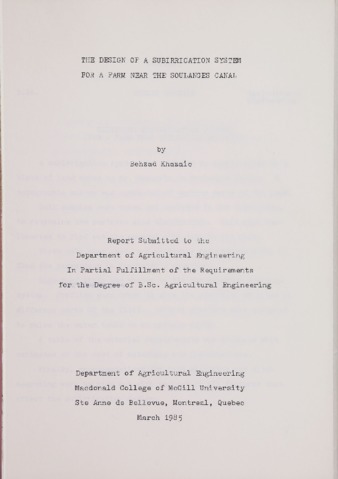 THE DESIGN OF A SUBIRRIGATION SYSTEM
FOR A FARM NEAR THE SOULANGES CANAL
by
Behzad
Report Submitted to the
Department of Agricultural Engineering
In Partial Fulfillment of the Requirements
for the Degree of B.Sc. Agricultural Engineering
Department of Agricultural Engineering
Macdonald College of McGill University
Ste Anne de Bellevue, Montreal, Quebec
March 1985